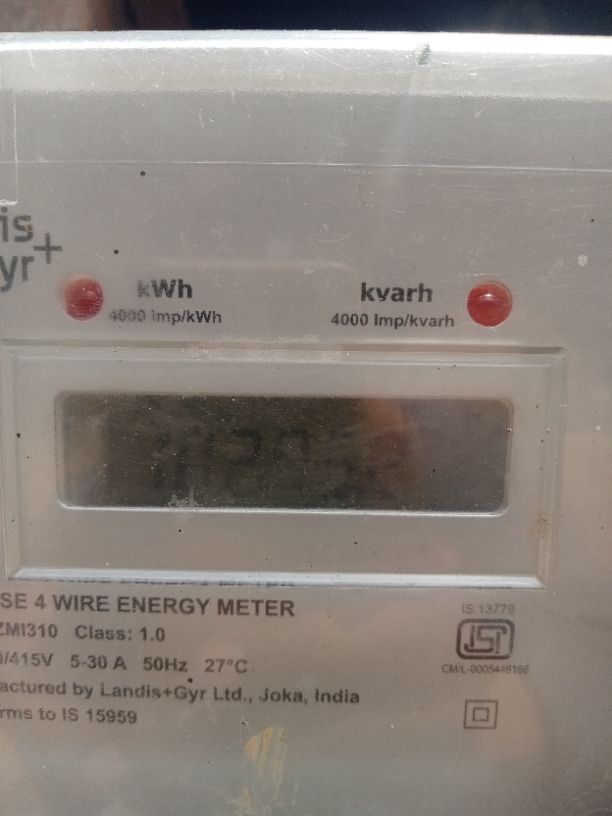 is+
yr
kWh
4000 imp/kWh
kvarh
4000 Imp/kvarh
SE 4 WIRE ENERGY METER
ZMI310 Class: 1.0
/415V 5-30 A 50Hz 27°C
actured by Landis+Gyr Ltd., Joka, India
rms to IS 15959
IS 13779
ISI
CM/L-0005446166